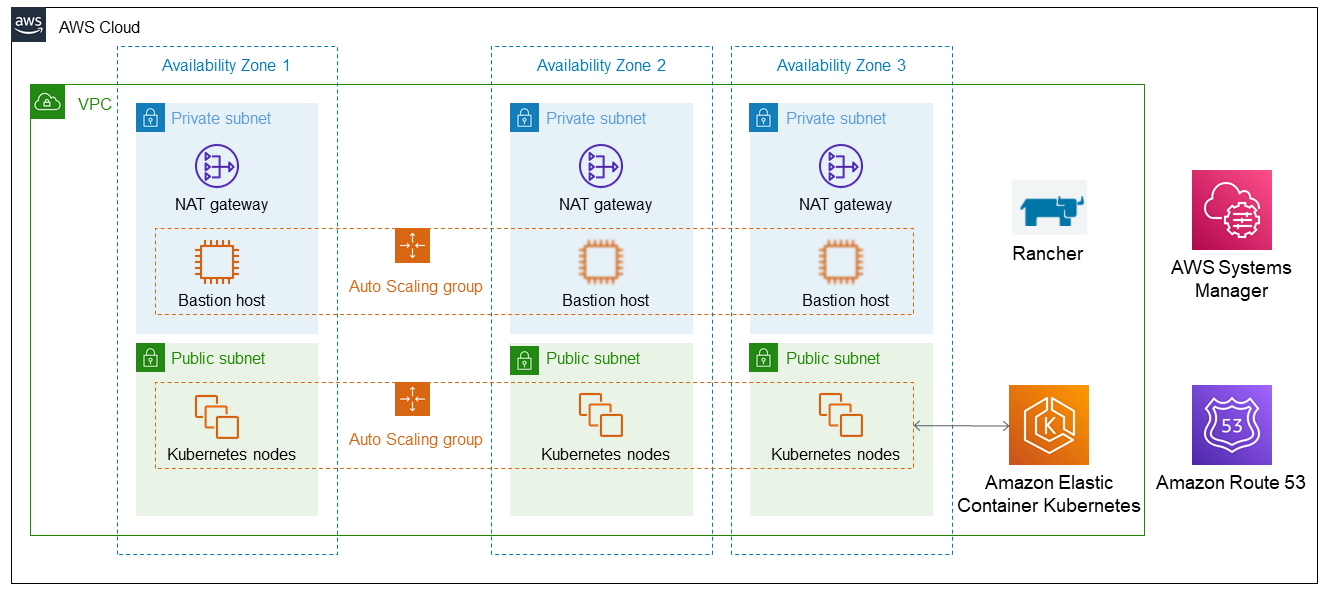 aws
AWS Cloud
Availability Zone 1
Availability Zone 2
Availability Zone 3
VPC
Private subnet
Private subnet
Private subnet
NAT gateway
NAT gateway
NAT gateway
Rancher
Bastion host
Auto Scaling group
Bastion host
Bastion host
AWS Systems
Manager
Public subnet
Public subnet
Public subnet
Kubernetes nodes
Auto Scaling group
Kubernetes nodes
Kubernetes nodes
K
53
Amazon Elastic
Container Kubernetes
Amazon Route 53